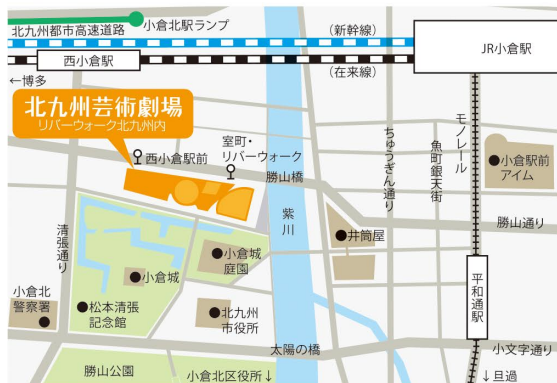 北九州都市高速道路
小倉北駅ランプ
(新幹線)
西小倉駅
(在来線)
JR小倉駅
←博多
北九州芸術劇場
リバーウォーク北九州内
西小倉駅前
室町・
リバーウォーク
勝山橋
紫川
ちゅうぎん通り
魚町銀天街
モノレール
小倉駅前
アイム
勝山通り
清張通り
井筒屋
小倉城
庭園
小倉城
平和通駅
小倉北
警察署
松本清張
記念館
北九州
市役所
太陽の橋
小文字通り
勝山公園
小倉北区役所↓
↓旦過